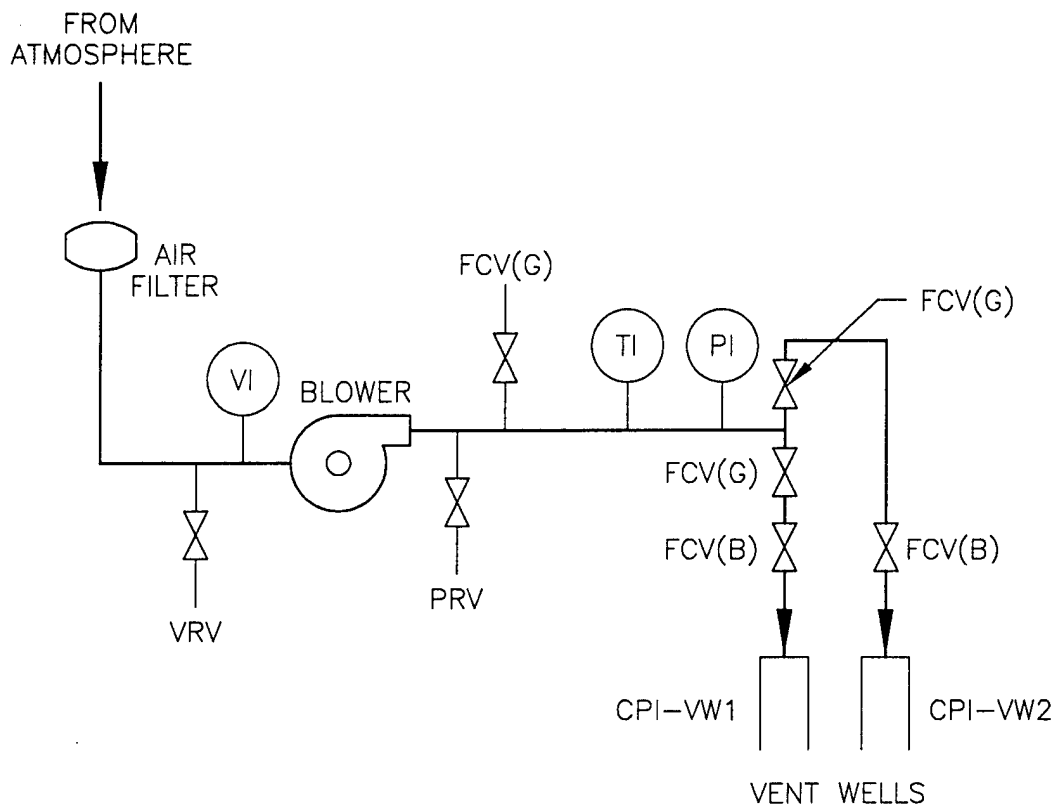 FROM
ATMOSPHERE
AIR
FILTER
FCV(G)
FCV(G)
VI
BLOWER
TI
PI
FCV(G)
FCV(B)
FCV(B)
PRV
VRV
CPI-VW1
CPI-VW2
VENT WELLS